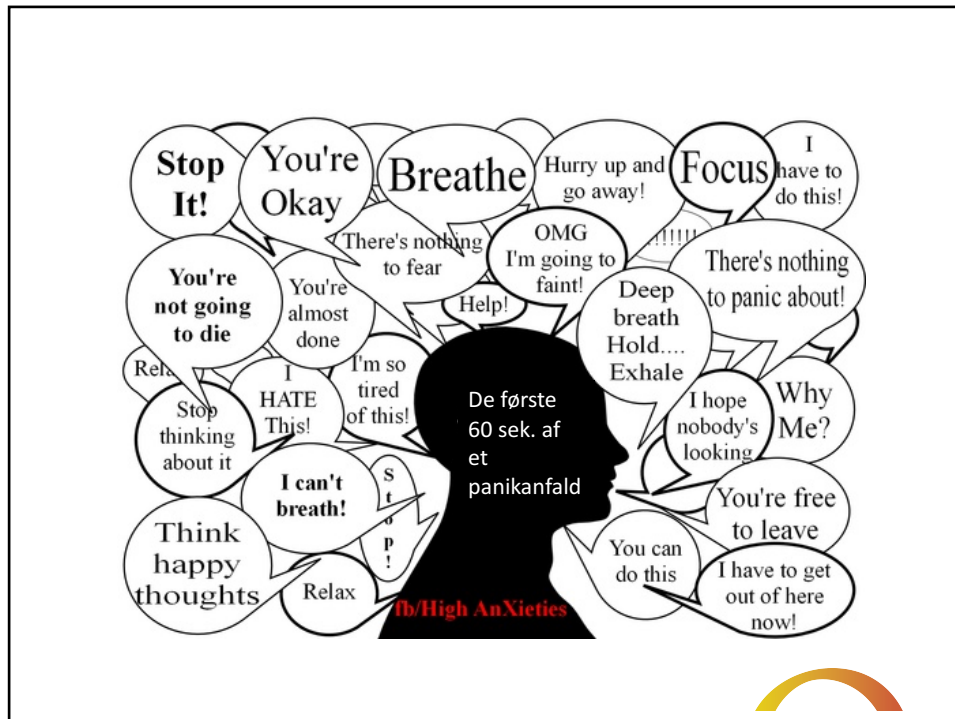 Stop
It!
You're
Okay
Breathe
Hurry up and
go away!
Focus
I
have to
do this!
There's nothing
to fear
OMG
I'm going to
faint!
!!!!!!!
There's nothing
to panic about!
You're
not going
to die
You're
almost
done
Help!
Deep
breath
Hold....
Exhale
I
HATE
This!
I'm so
tired
of this!
Stop
thinking
about it
De første
60 sek. af
et
panikanfald
I hope
nobody's
looking
Why
Me?
I can't
breath!
S
t
o
p
!
You're free
to leave
Think
happy
thoughts
Relax
You can
do this
I have to get
out of here
now!
fb/High AnXieties